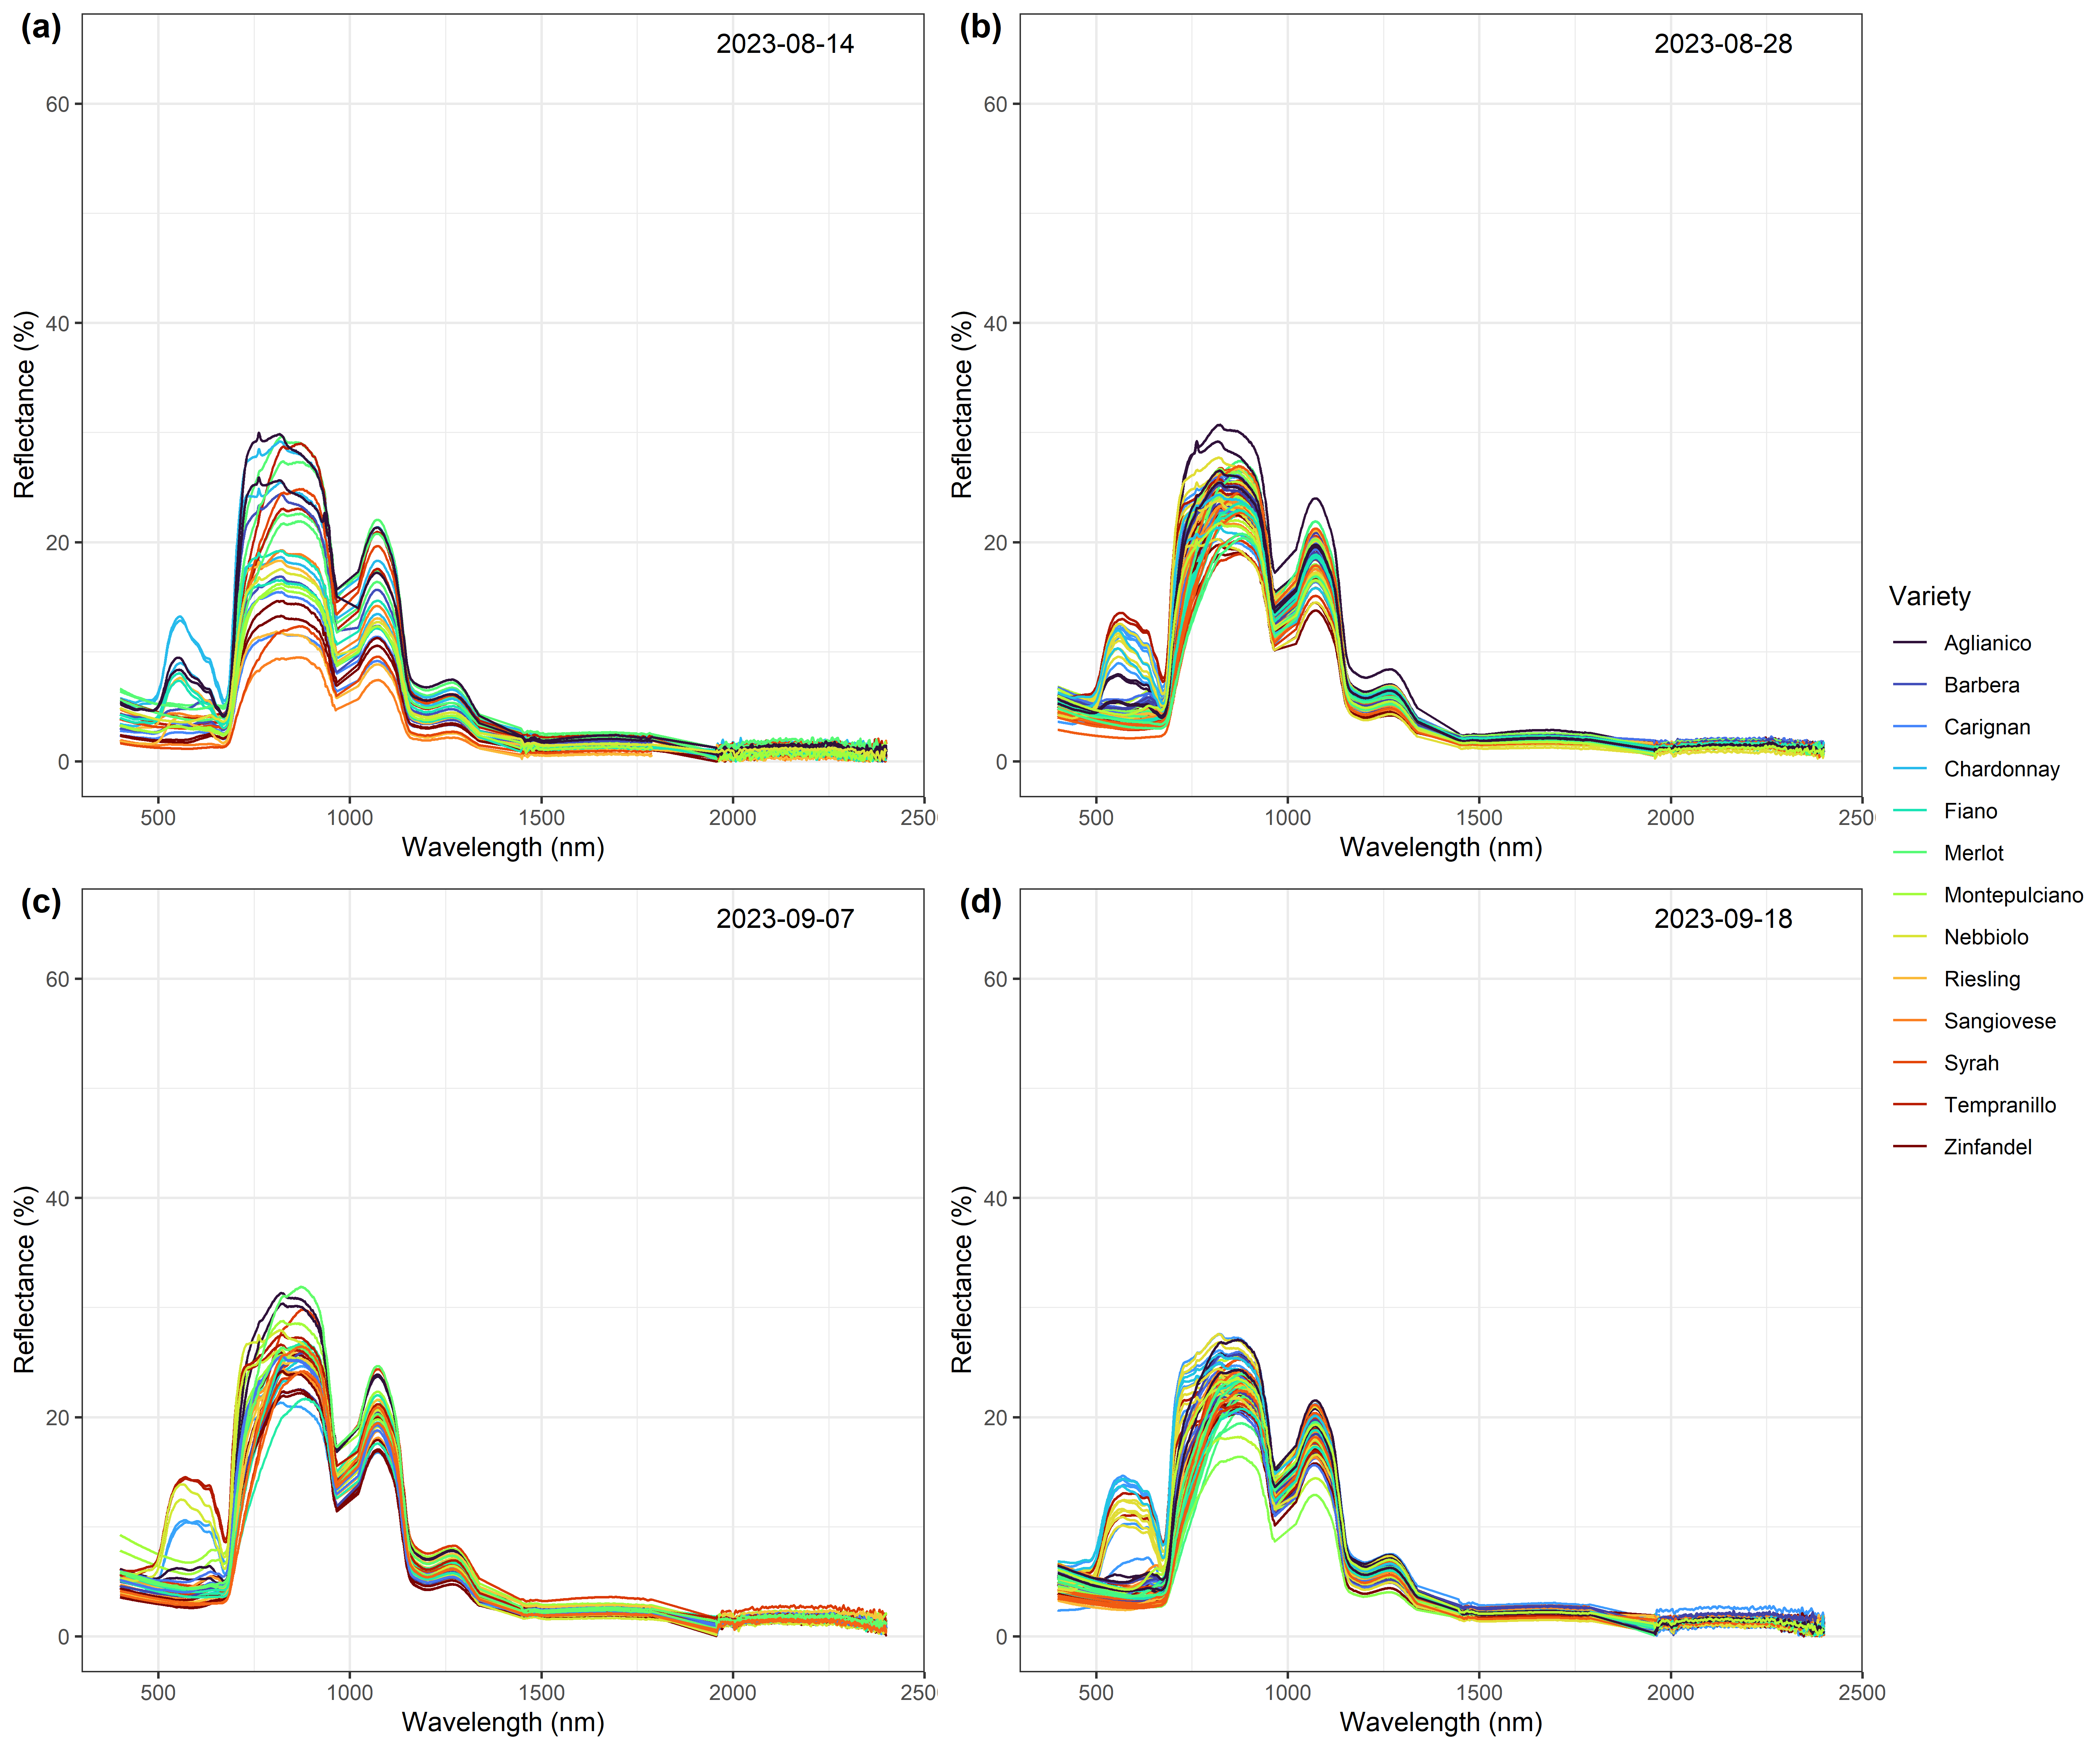 (a)
2023-08-14
Reflectance (%)
60
40
20
0
500 1000 1500 2000 250
Wavelength (nm)
(b)
2023-08-28
Reflectance (%)
60
40
20
0
500 1000 1500 2000 250
Wavelength (nm)
(c)
2023-09-07
Reflectance (%)
60
40
20
0
500 1000 1500 2000 250
Wavelength (nm)
(d)
2023-09-18
Reflectance (%)
60
40
20
0
500 1000 1500 2000 2500
Wavelength (nm)
Variety
Aglianico
Barbera
Carignan
Chardonnay
Fiano
Merlot
Montepulciano
Nebbiolo
Riesling
Sangiovese
Syrah
Tempranillo
Zinfandel